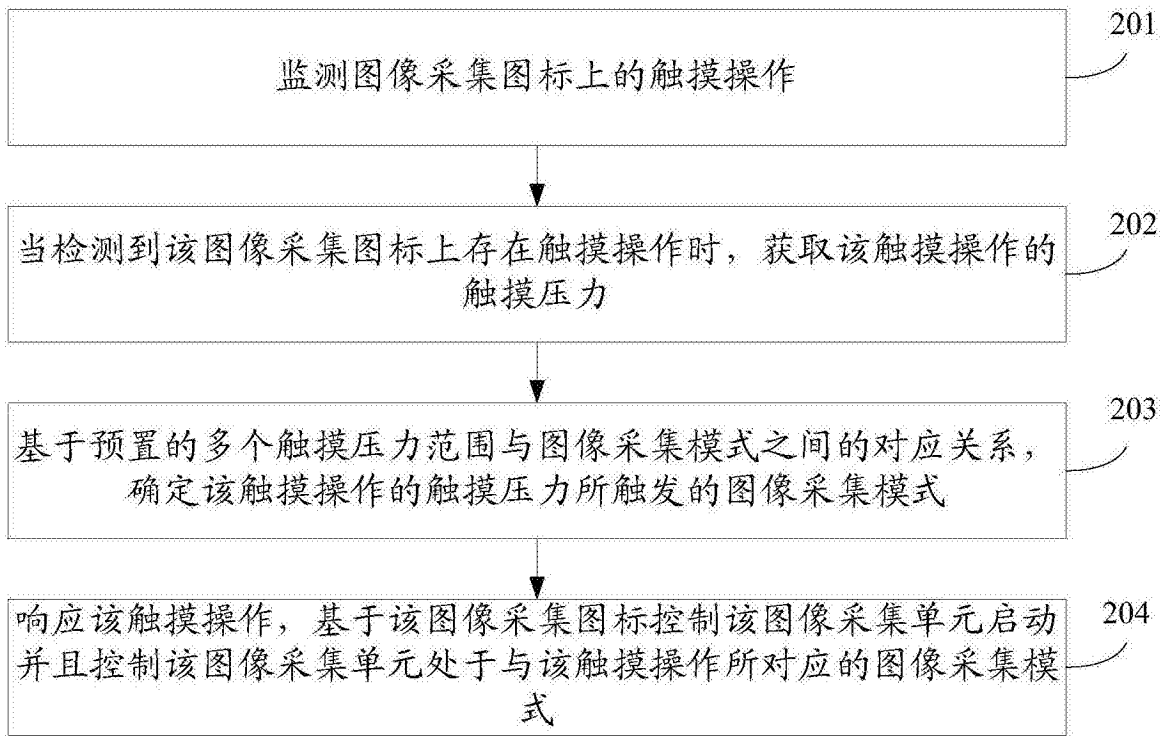 201
监测图像采集图标上的触摸操作
202
当检测到该图像采集图标上存在触摸操作时，获取该触摸操作的
触摸压力
203
基于预置的多个触摸压力范围与图像采集模式之间的对应关系，
确定该触摸操作的触摸压力所触发的图像采集模式
204
响应该触摸操作，基于该图像采集图标控制该图像采集单元启动
并且控制该图像采集单元处于与该触摸操作所对应的图像采集模
式